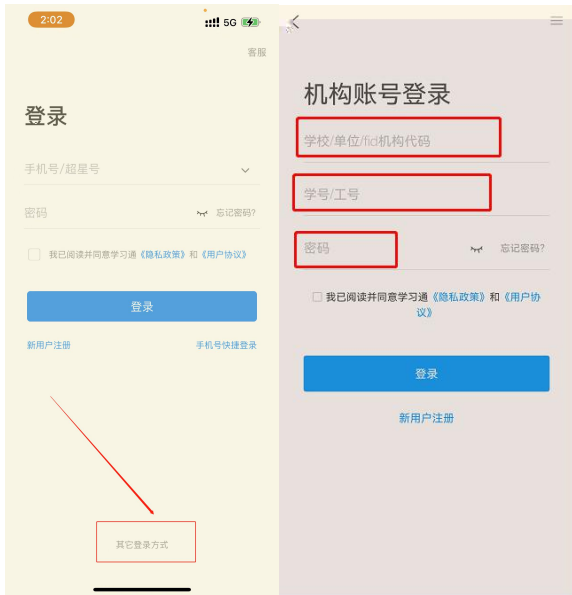 2:02
5G
客服
登录
手机号/超星号
密码
忘记密码?
我已阅读并同意学习通《隐私政策》和《用户协议》
登录
新用户注册
手机号快捷登录
其它登录方式
机构账号登录
学校/单位/fid机构代码
学号/工号
密码
忘记密码?
我已阅读并同意学习通《隐私政策》和《用户协
议》
登录
新用户注册